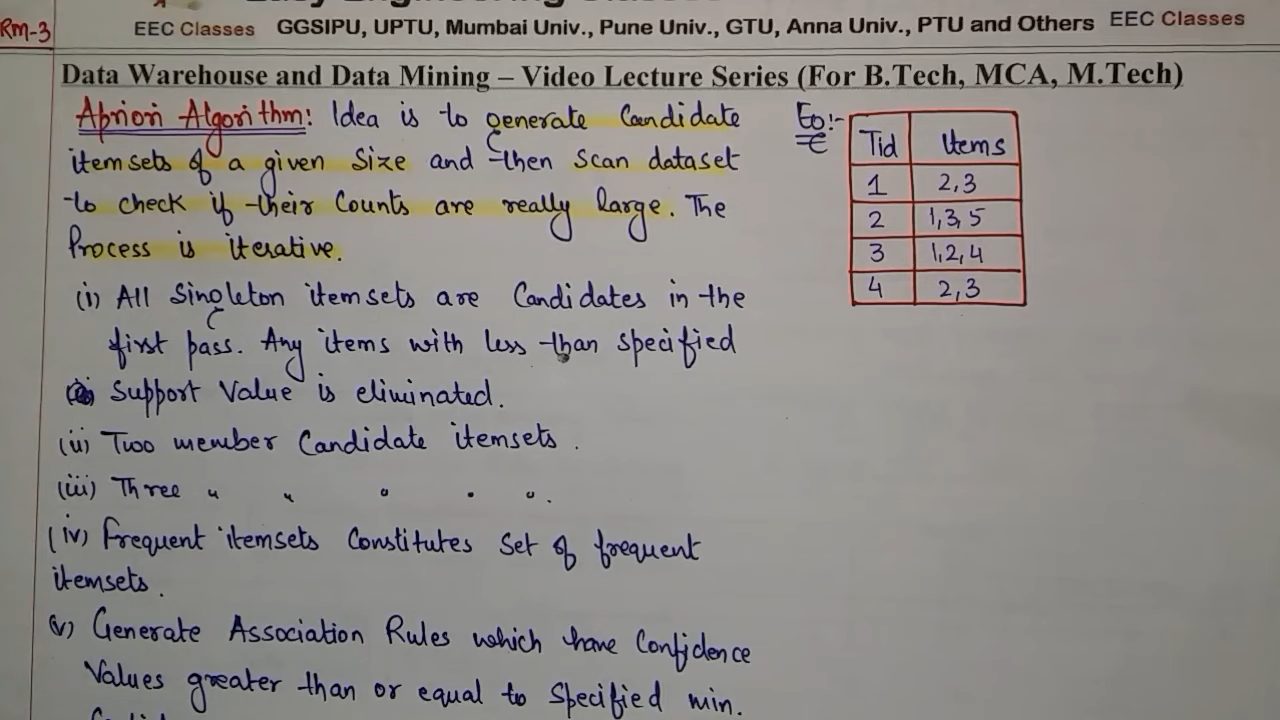 RM-3
EEC Classes GGSIPU, UPTU, Mumbai Univ., Pune Univ., GTU, Anna Univ., PTU and Others EEC Classes
Data Warehouse and Data Mining – Video Lecture Series (For B.Tech, MCA, M.Tech)
Apriori Algorithm: Idea is to generate Candidate
itemsets of a given Size and then scan dataset
to check if their Counts are really large. The
Process is iterative.
(i) All Singleton itemsets are Candidates in the
first pass. Any items with less than specified
Support Value is eliminated.
(ii) Two member Candidate itemsets.
(iii) Three " " " " ".
(iv) Frequent itemsets Constitutes Set of frequent
itemsets.
(v) Generate Association Rules which have Confidence
Values greater than or equal to Specified min.
Eg:-
Tid Items
1 2,3
2 1,3,5
3 1,2,4
4 2,3